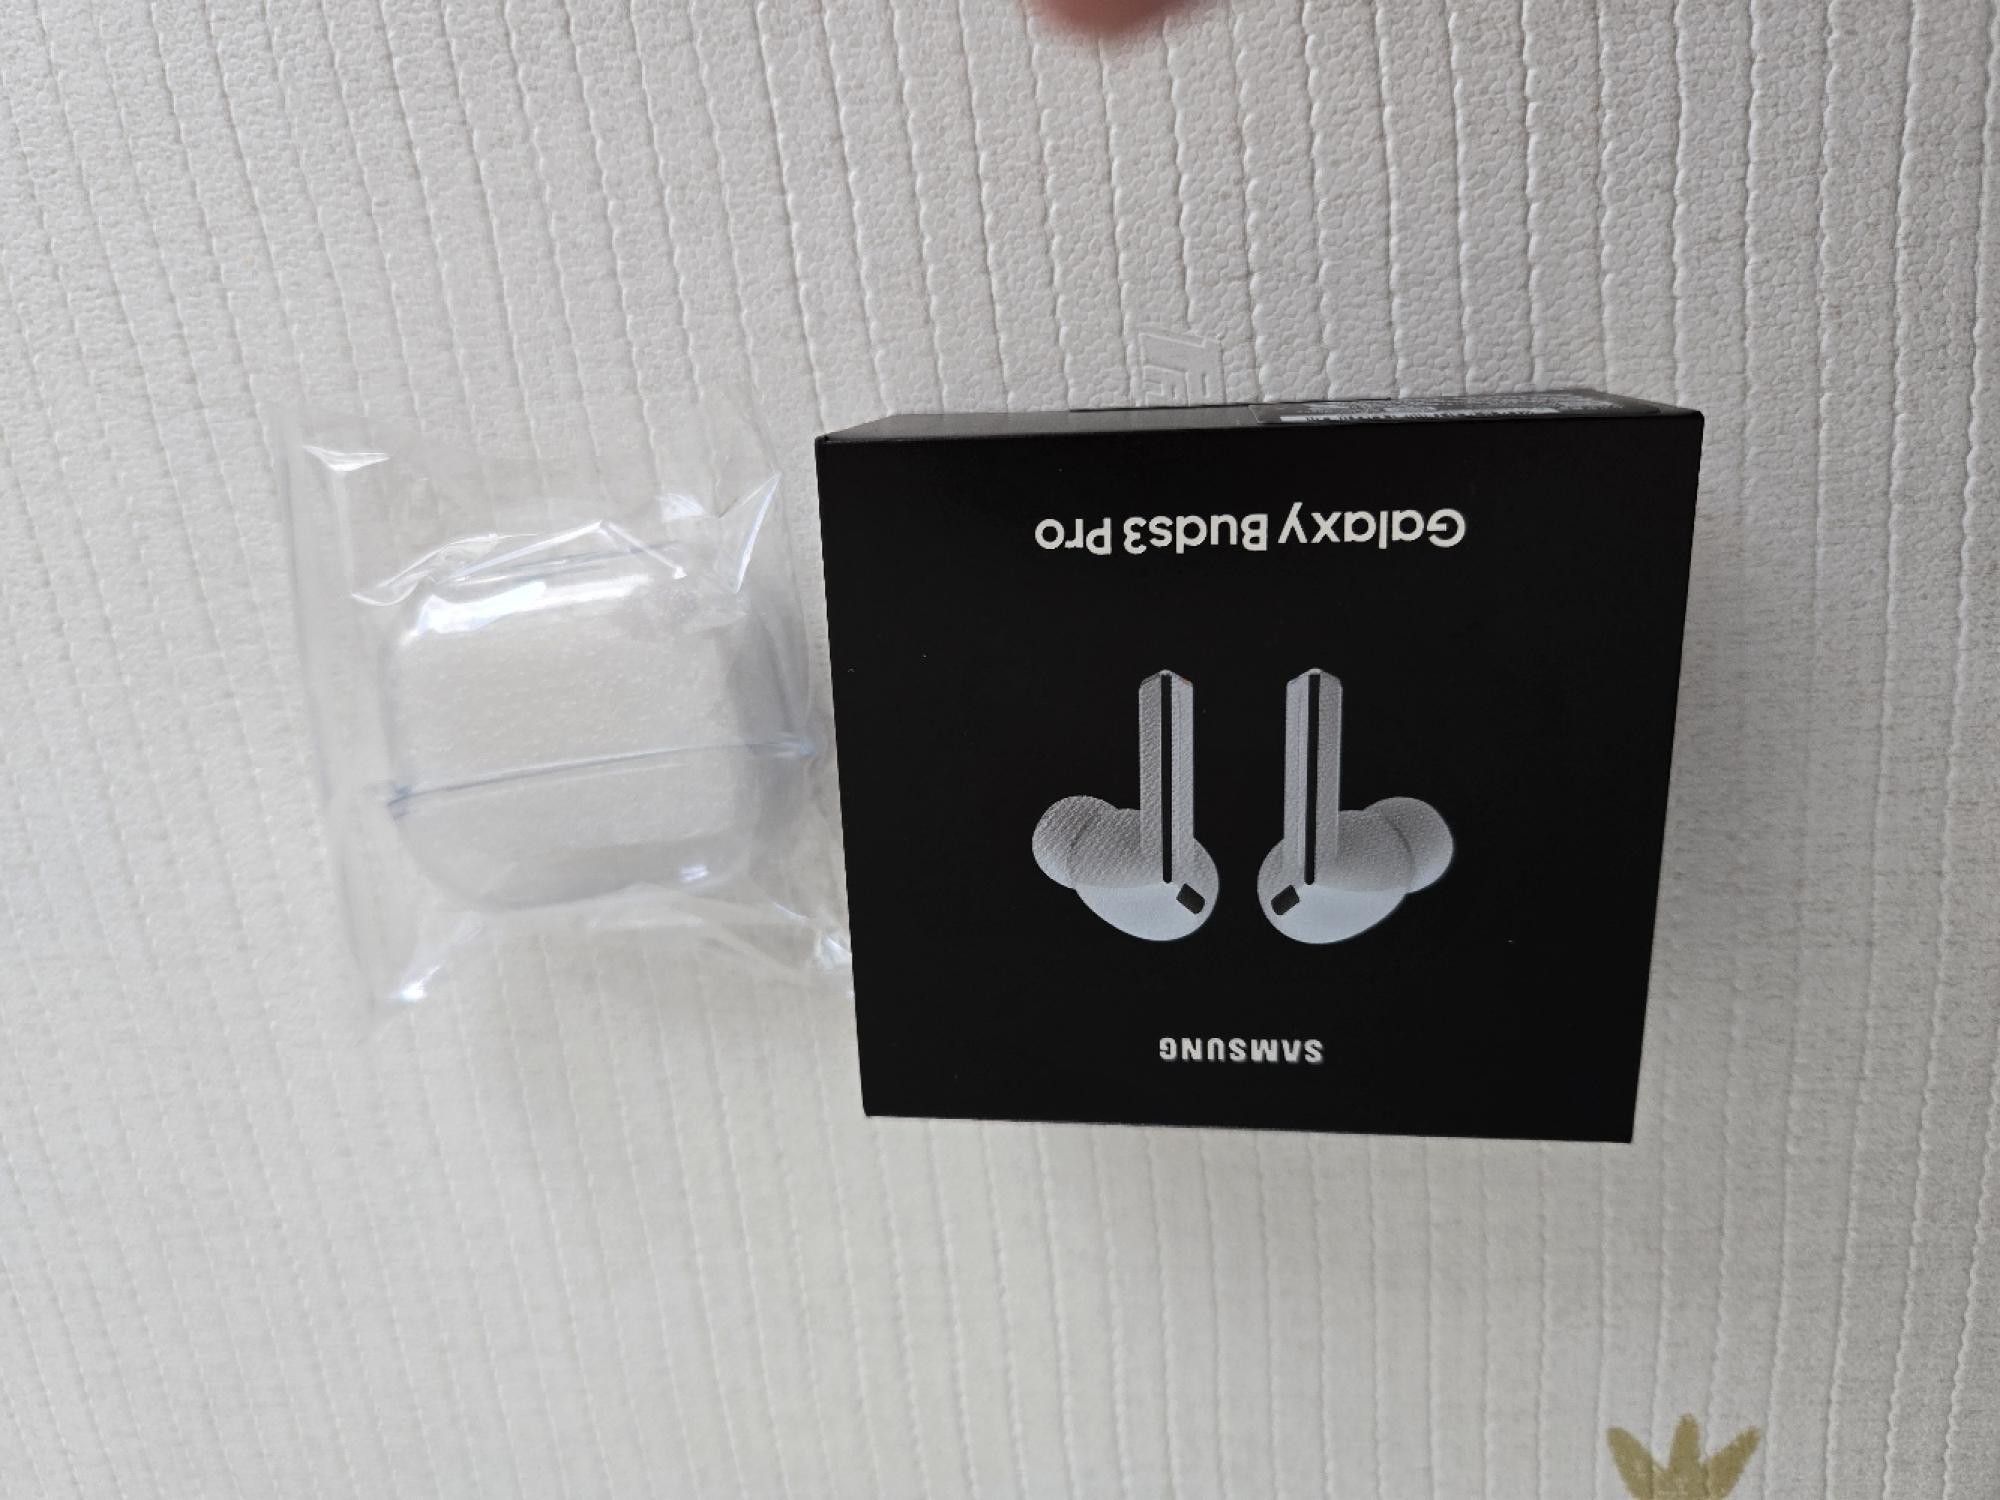 SAMSUNG
Galaxy Buds3 Pro